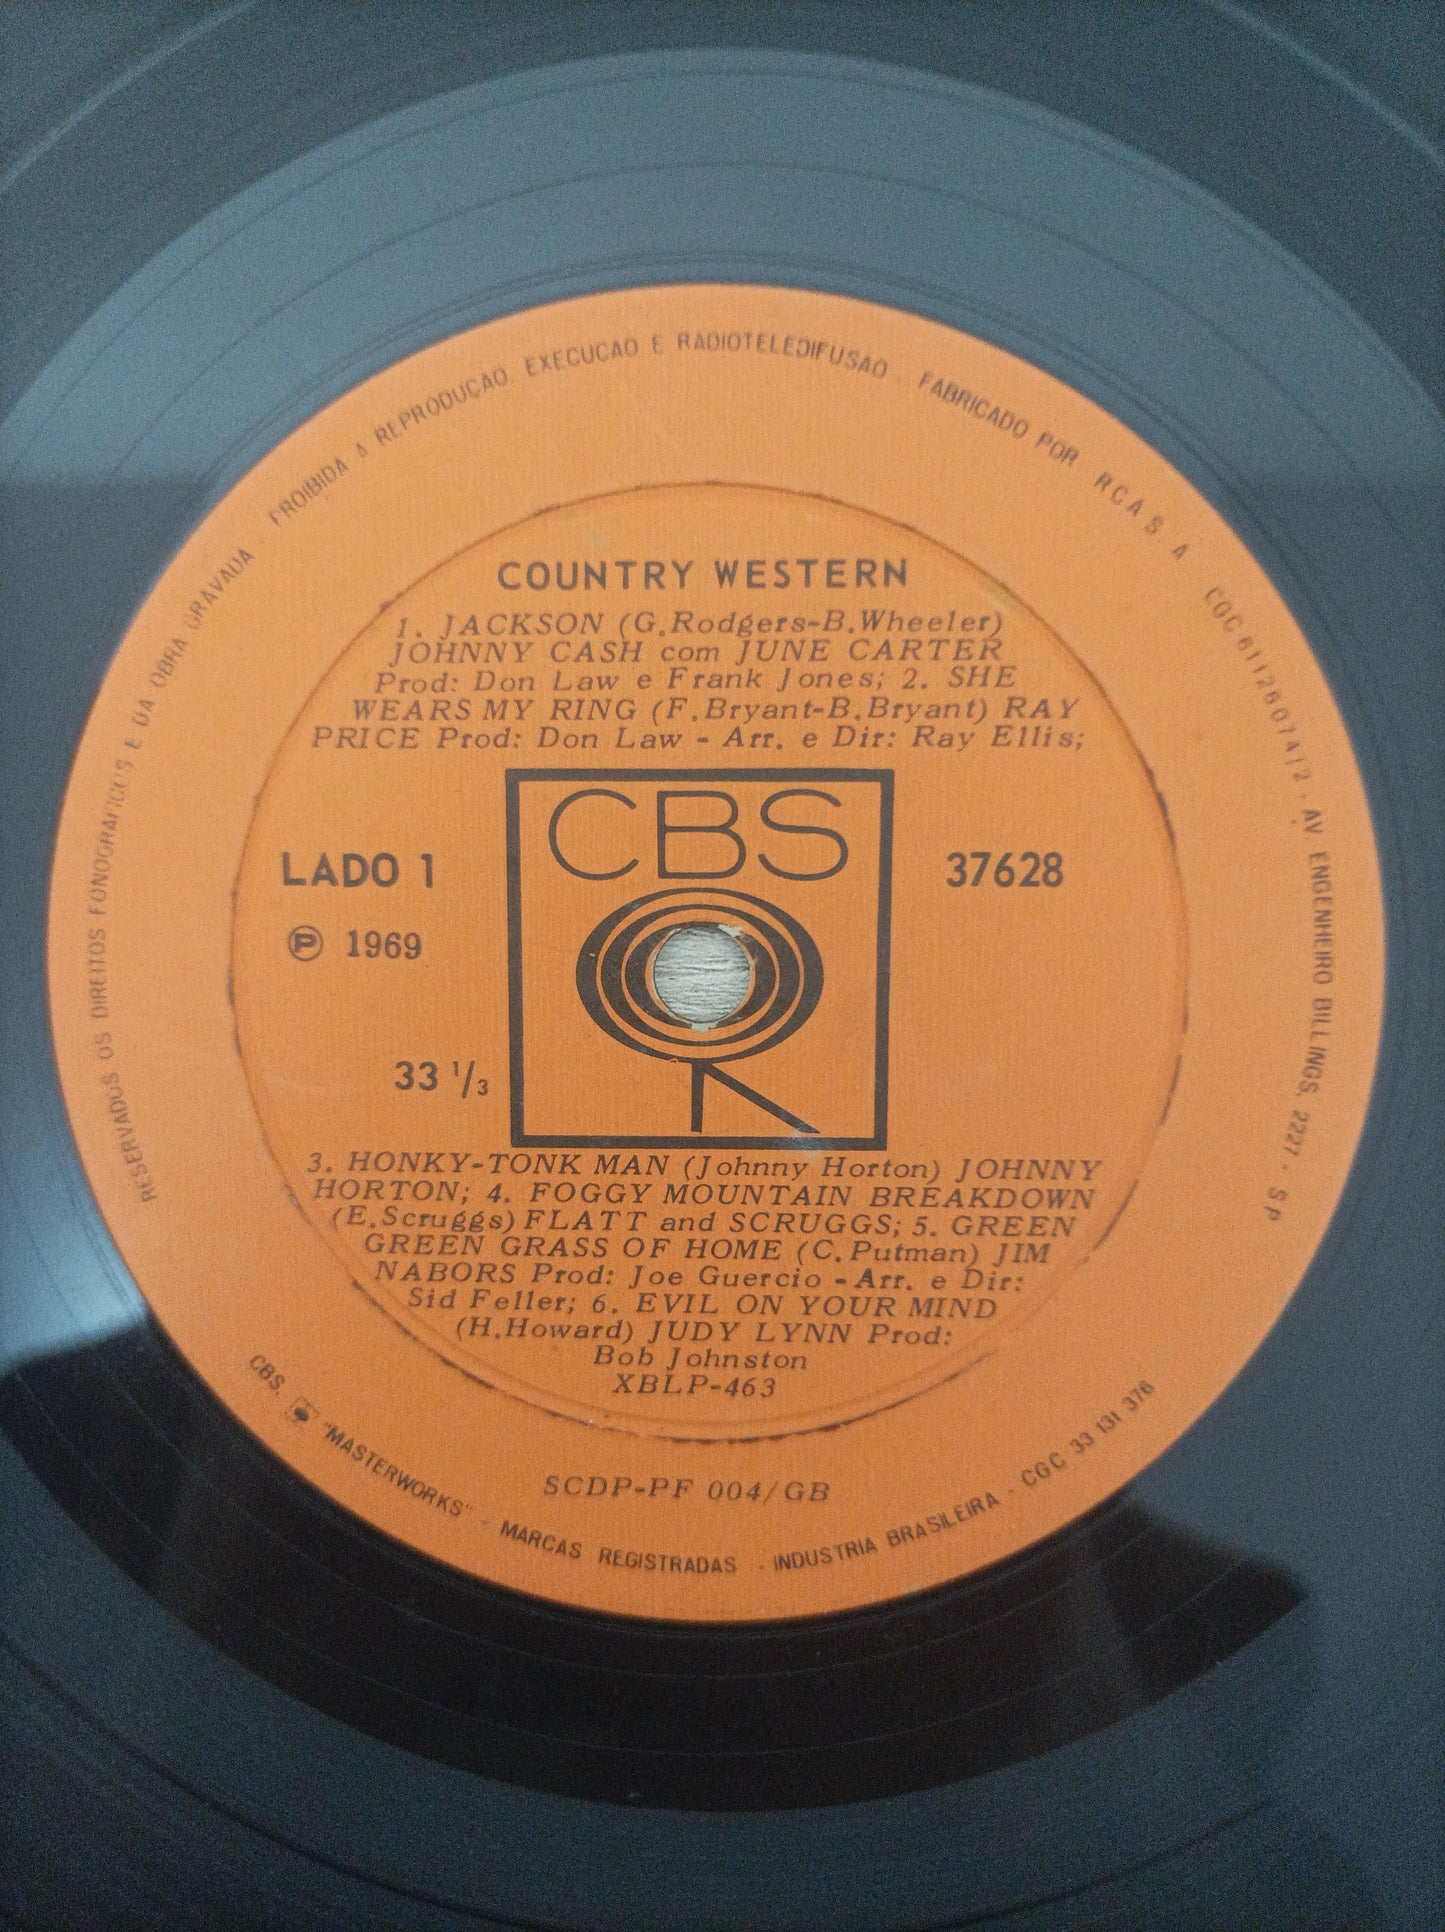 RESERVADOS OS DIREITOS FONOGRAFICOS E DA OBRA GRAVADA · PROIBIDA A REPRODUÇAO. EXECUÇAO E RADIOTELEDIFUSAO · FABRICADO POR RCA S A CGC 61126074/2 · AV. ENGENHEIRO BILLINGS, 2227 · S P
COUNTRY WESTERN
1. JACKSON (G.Rodgers-B.Wheeler)
JOHNNY CASH com JUNE CARTER
Prod: Don Law e Frank Jones; 2. SHE
WEARS MY RING (F.Bryant-B.Bryant) RAY
PRICE Prod: Don Law - Arr. e Dir: Ray Ellis;
CBS
LADO 1
37628
Ⓟ 1969
33 1/3
3. HONKY-TONK MAN (Johnny Horton) JOHNNY
HORTON; 4. FOGGY MOUNTAIN BREAKDOWN
(E.Scruggs) FLATT and SCRUGGS; 5. GREEN
GREEN GRASS OF HOME (C.Putman) JIM
NABORS Prod: Joe Guercio - Arr. e Dir:
Sid Feller; 6. EVIL ON YOUR MIND
(H.Howard) JUDY LYNN Prod:
Bob Johnston
XBLP-463
SCDP-PF 004/GB
CBS, "MASTERWORKS" - MARCAS REGISTRADAS - INDUSTRIA BRASILEIRA - CGC 33 131 376